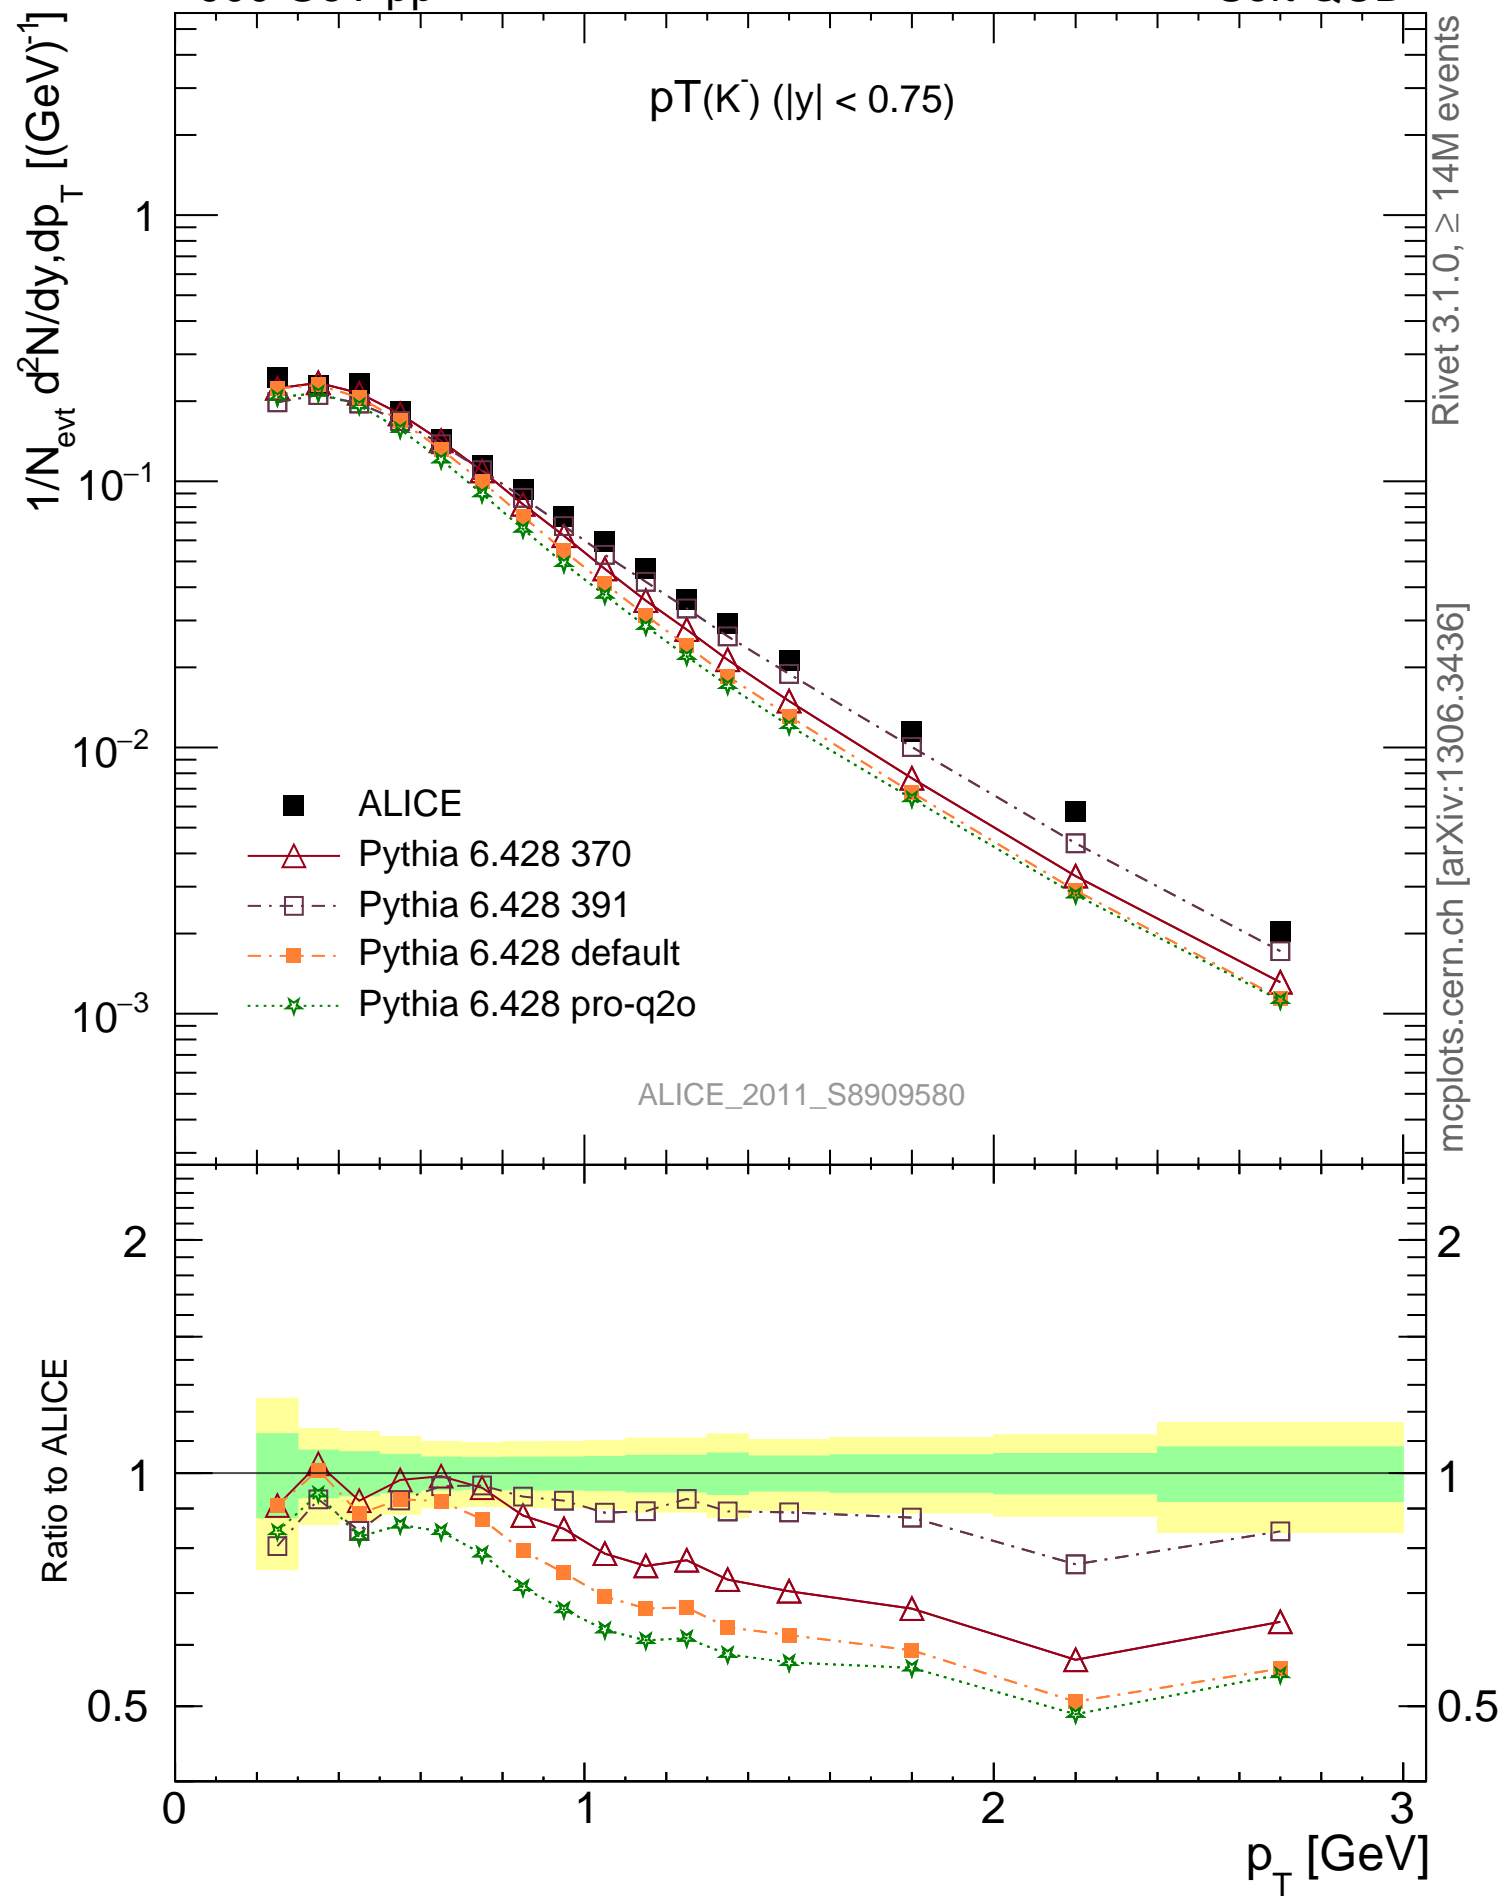 pT(K⁻) (|y| < 0.75)
1/N_evt d²N/dy,dp_T [(GeV)⁻¹]
1
10⁻¹
10⁻²
10⁻³
ALICE
Pythia 6.428 370
Pythia 6.428 391
Pythia 6.428 default
Pythia 6.428 pro-q2o
ALICE_2011_S8909580
Rivet 3.1.0, ≥ 14M events
mcplots.cern.ch [arXiv:1306.3436]
Ratio to ALICE
2
1
0.5
2
1
0.5
0 1 2 3
p_T [GeV]